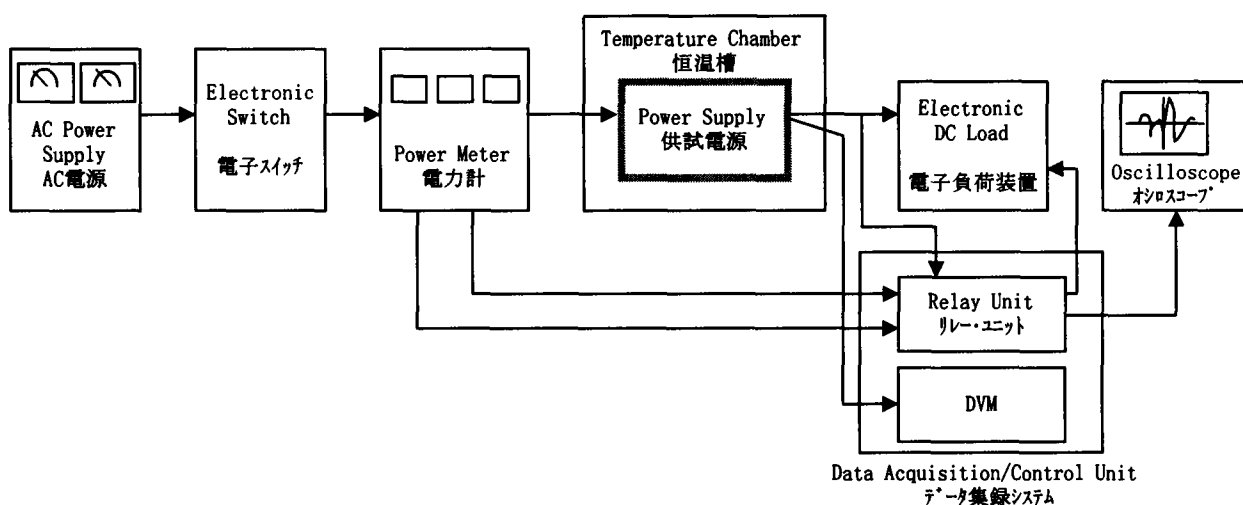 AC Power
Supply
AC電源
Electronic
Switch
電子スイッチ
Power Meter
電力計
Temperature Chamber
恒温槽
Power Supply
供試電源
Electronic
DC Load
電子負荷装置
Oscilloscope
オシロスコープ
Relay Unit
リレー・ユニット
DVM
Data Acquisition/Control Unit
データ集録システム